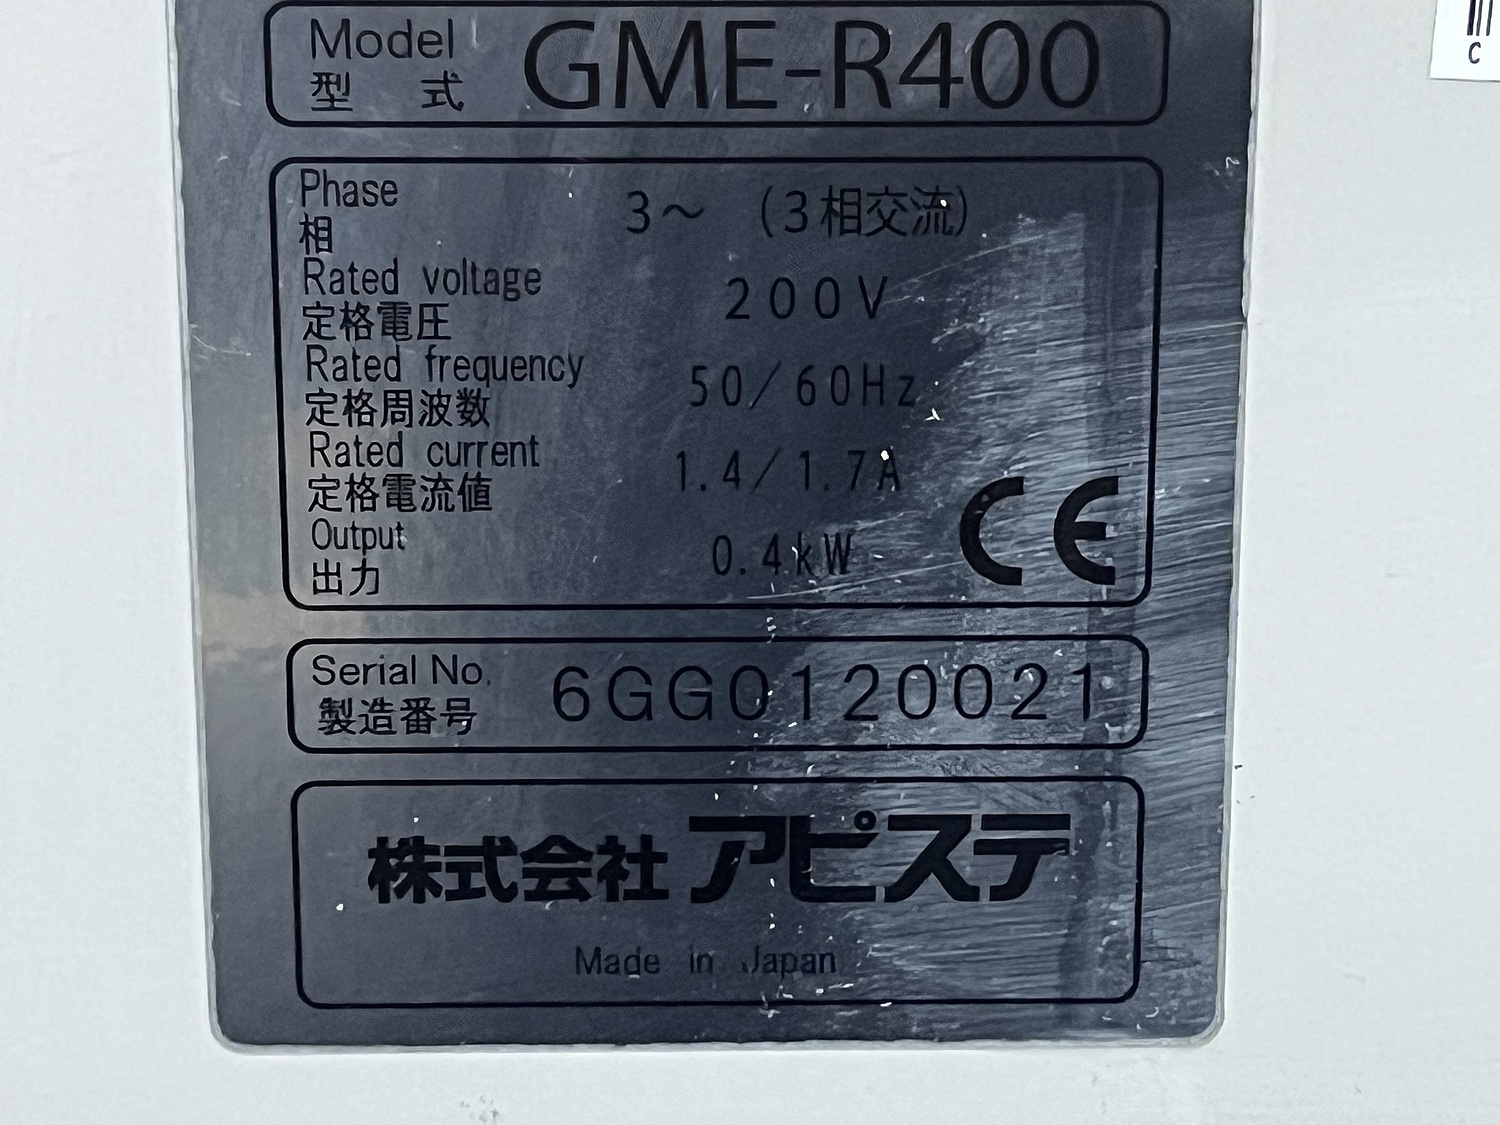 Model GME-R400
型 式
Phase 3～ (3相交流)
相
Rated voltage 200V
定格電圧
Rated frequency 50/60Hz
定格周波数
Rated current 1.4/1.7A
定格電流値
Output 0.4kW
出力
CE
Serial No. 6GG0120021
製造番号
株式会社アピステ
Made in Japan
C